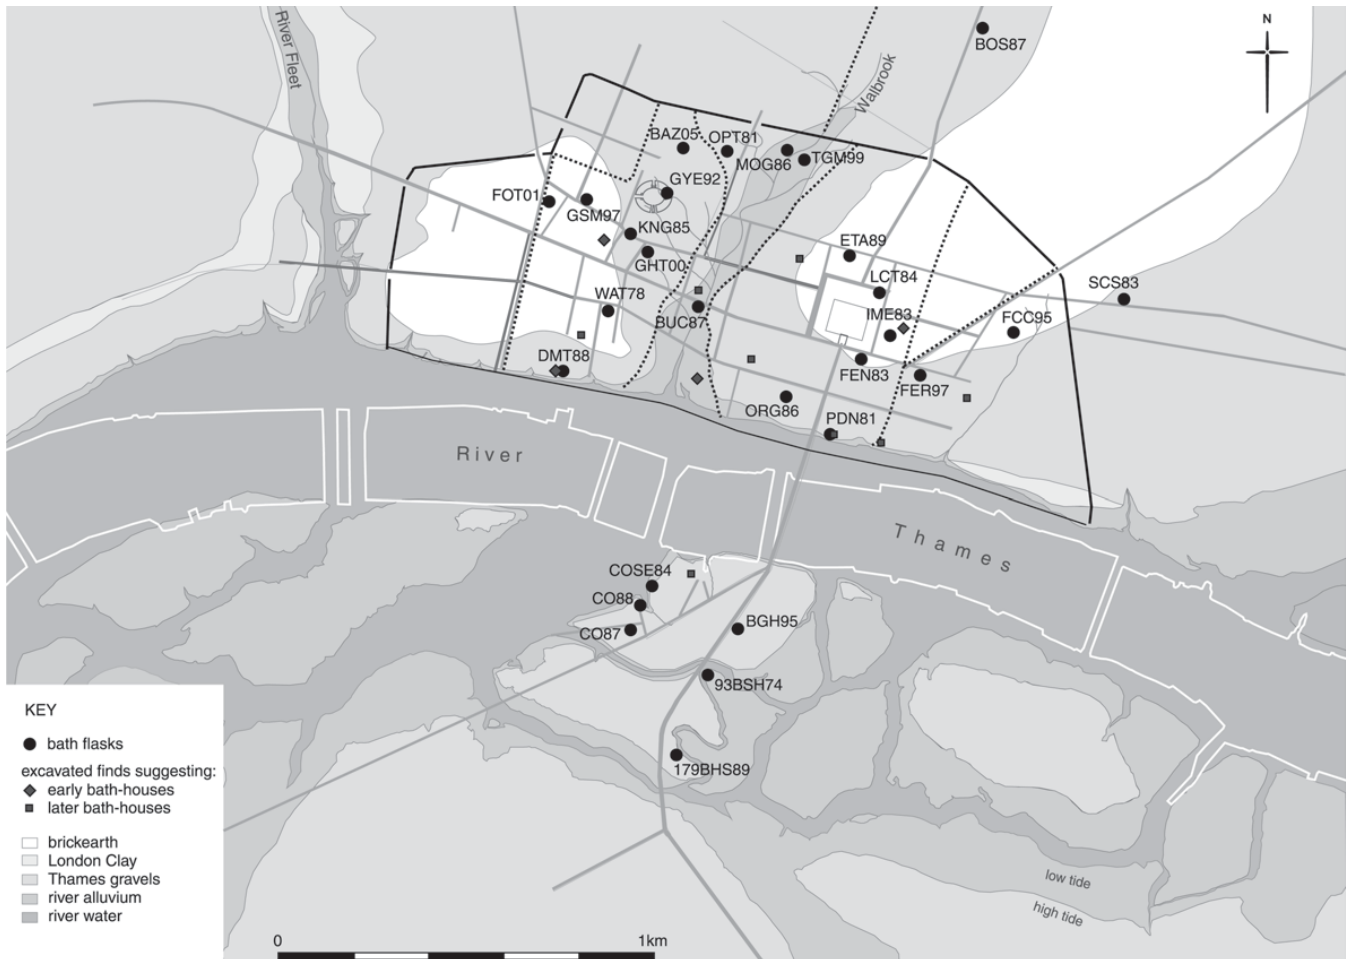 River Fleet
Walbrook
BOS87
N
BAZ05
OPT81
MOG86
TGM99
GYE92
FOT01
GSM97
KNG85
GHT00
ETA89
LCT84
SCS83
WAT78
BUC87
IME83
FCC95
DMT88
FEN83
FER97
ORG86
PDN81
River
Thames
COSE84
CO88
CO87
BGH95
93BSH74
179BHS89
KEY
bath flasks
excavated finds suggesting:
early bath-houses
later bath-houses
brickearth
London Clay
Thames gravels
river alluvium
river water
low tide
high tide
0
1km